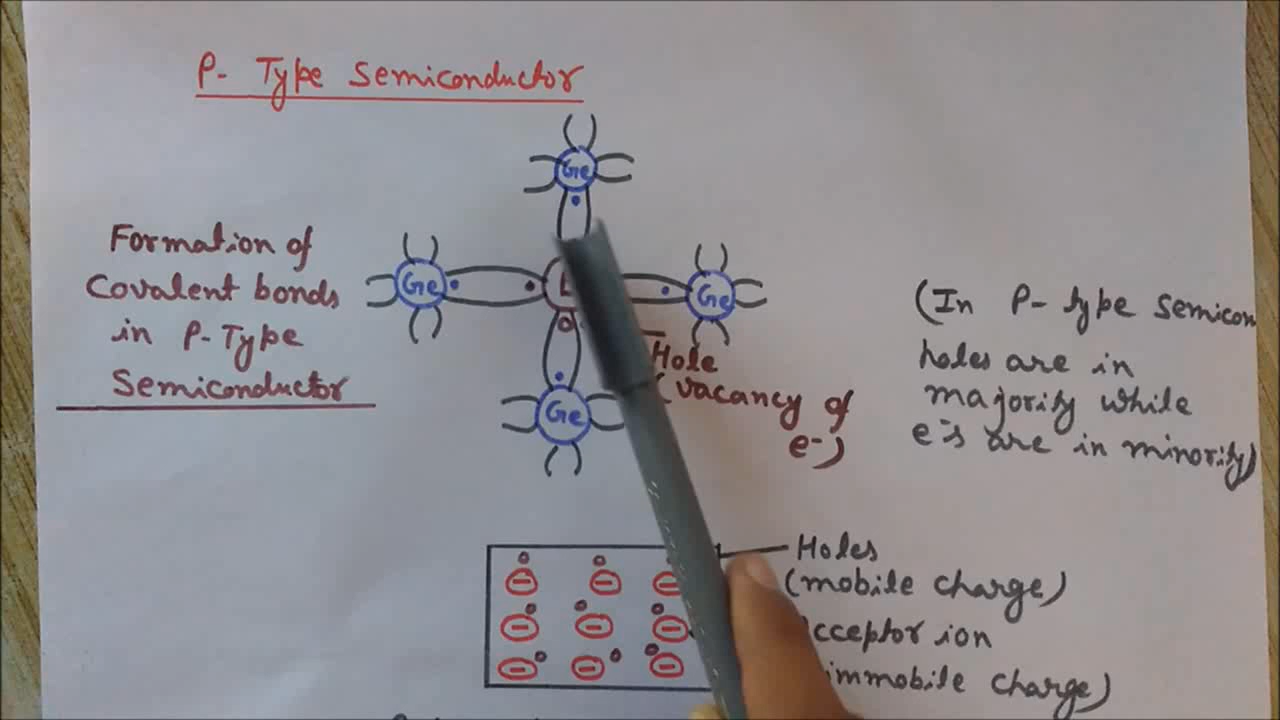 P- Type Semiconductor
Ge
Formation of
Covalent bonds
in P-Type
Semiconductor
Ge
Ge
Ge
Hole
(vacancy of
e-)
(In P- type Semicon
holes are in
majority while
e-s are in minority)
Holes
(mobile charge)
cceptor ion
immobile charge)